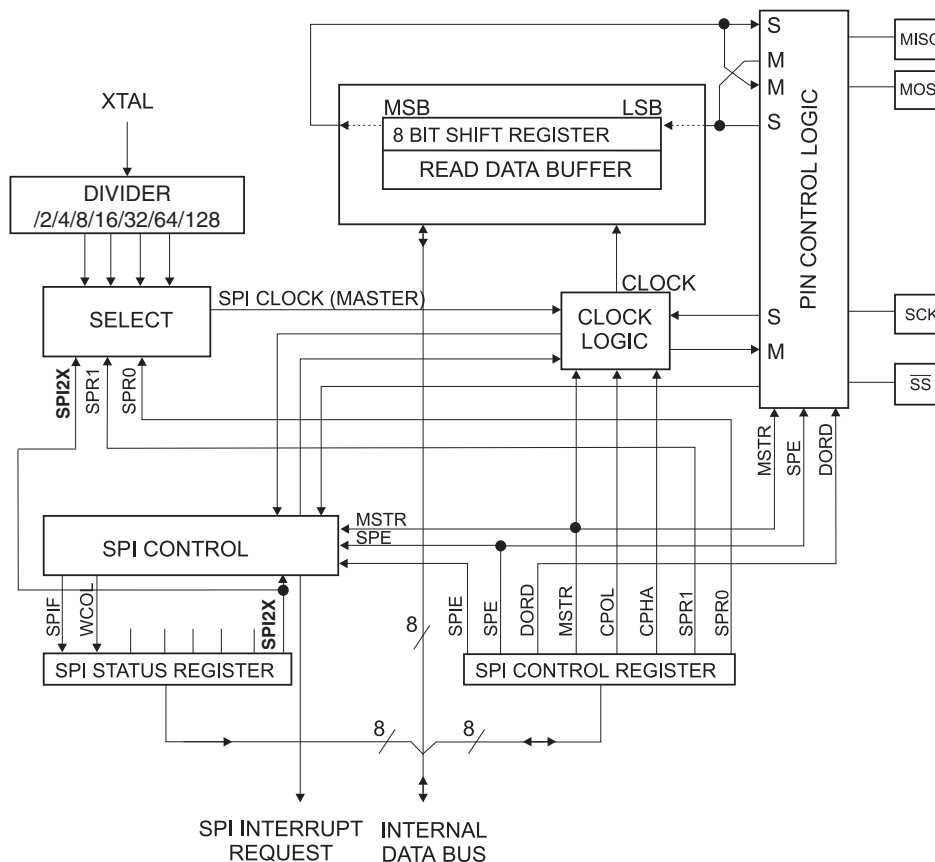 S
MISO
M
MOSI
M
S
XTAL
MSB
LSB
8 BIT SHIFT REGISTER
READ DATA BUFFER
DIVIDER
/2/4/8/16/32/64/128
PIN CONTROL LOGIC
SPI CLOCK (MASTER)
CLOCK
SELECT
CLOCK
LOGIC
S
M
SCK
SS
SPI2X
SPR1
SPR0
MSTR
SPE
DORD
MSTR
SPE
SPI CONTROL
SPIF
WCOL
SPI2X
8
SPIE
SPE
DORD
MSTR
CPOL
CPHA
SPR1
SPR0
SPI STATUS REGISTER
SPI CONTROL REGISTER
8
8
SPI INTERRUPT
REQUEST
INTERNAL
DATA BUS